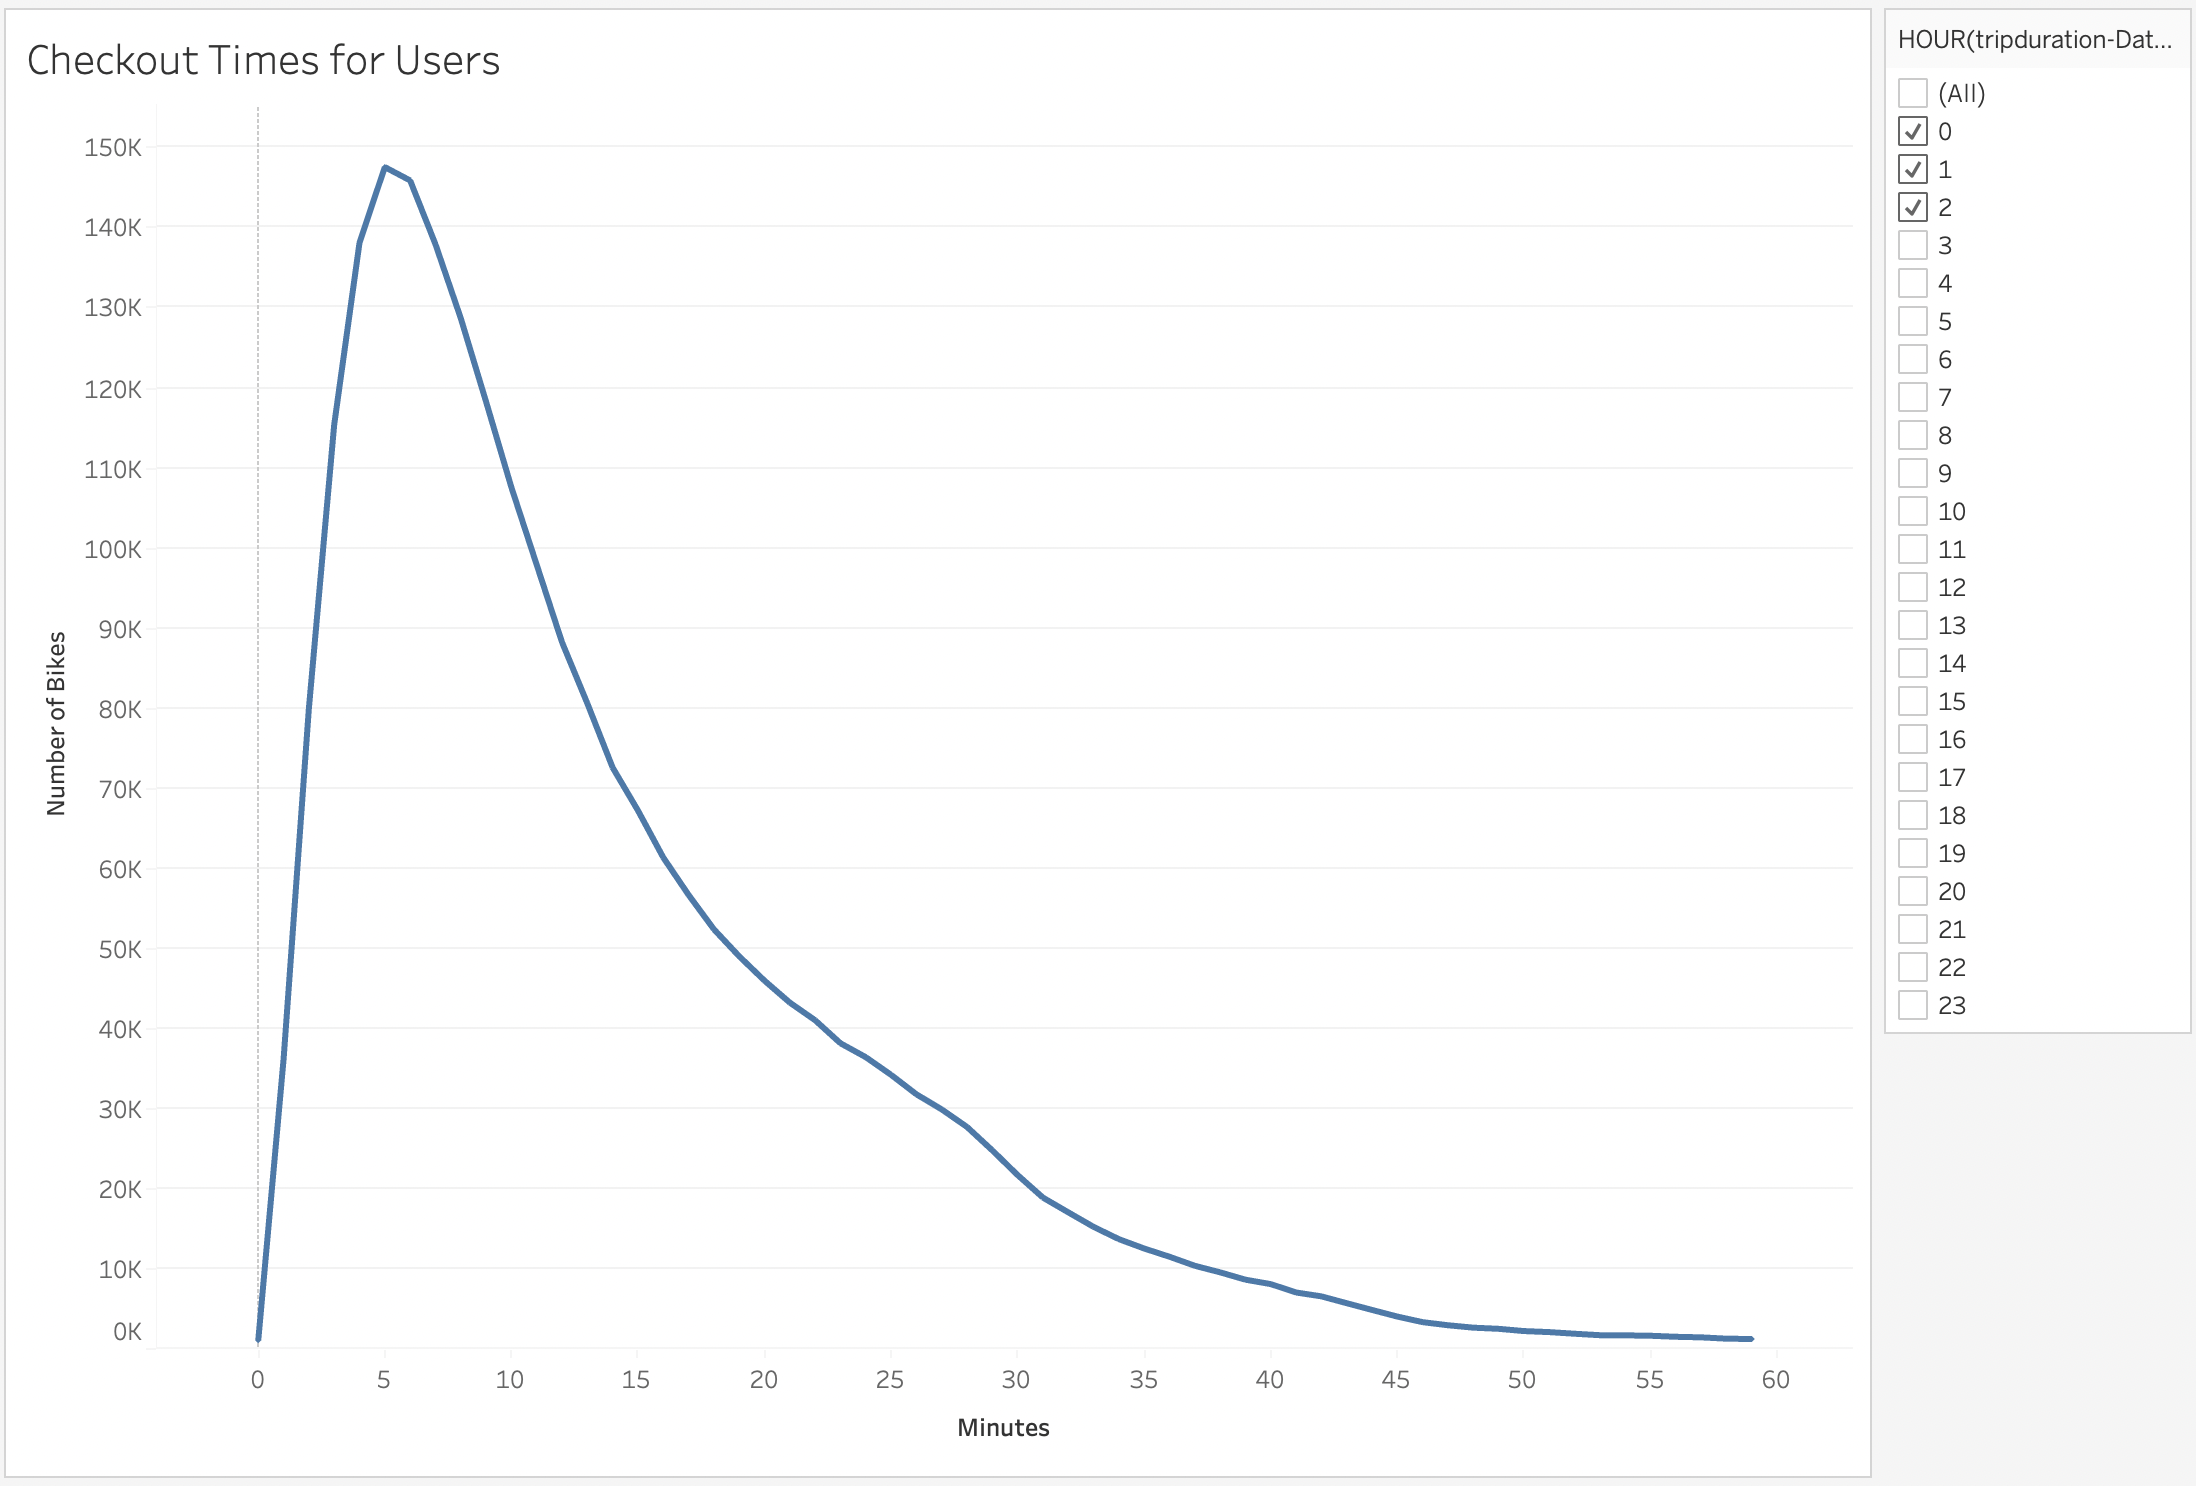 Checkout Times for Users
150K
140K
130K
120K
110K
100K
90K
80K
70K
60K
50K
40K
30K
20K
10K
0K
Number of Bikes
0 5 10 15 20 25 30 35 40 45 50 55 60
Minutes
HOUR(tripduration-Dat...
(All)
0
1
2
3
4
5
6
7
8
9
10
11
12
13
14
15
16
17
18
19
20
21
22
23